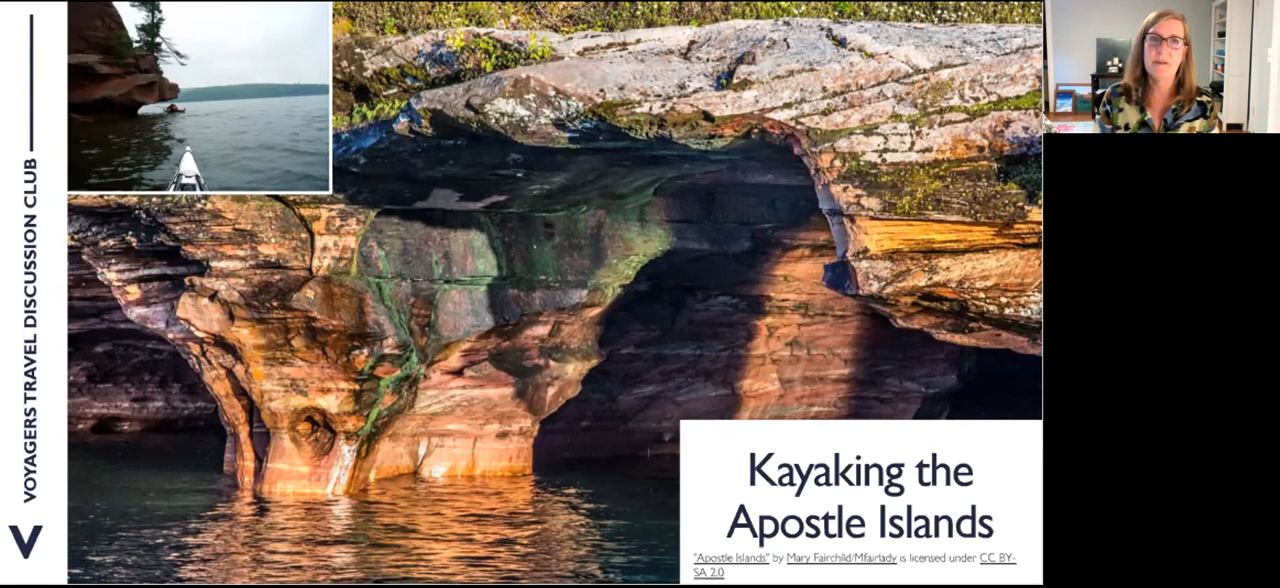 VOYAGERS TRAVEL DISCUSSION CLUB
V
Kayaking the
Apostle Islands
"Apostle Islands" by Mary Fairchild/Mfairlady is licensed under CC BY-
SA 2.0